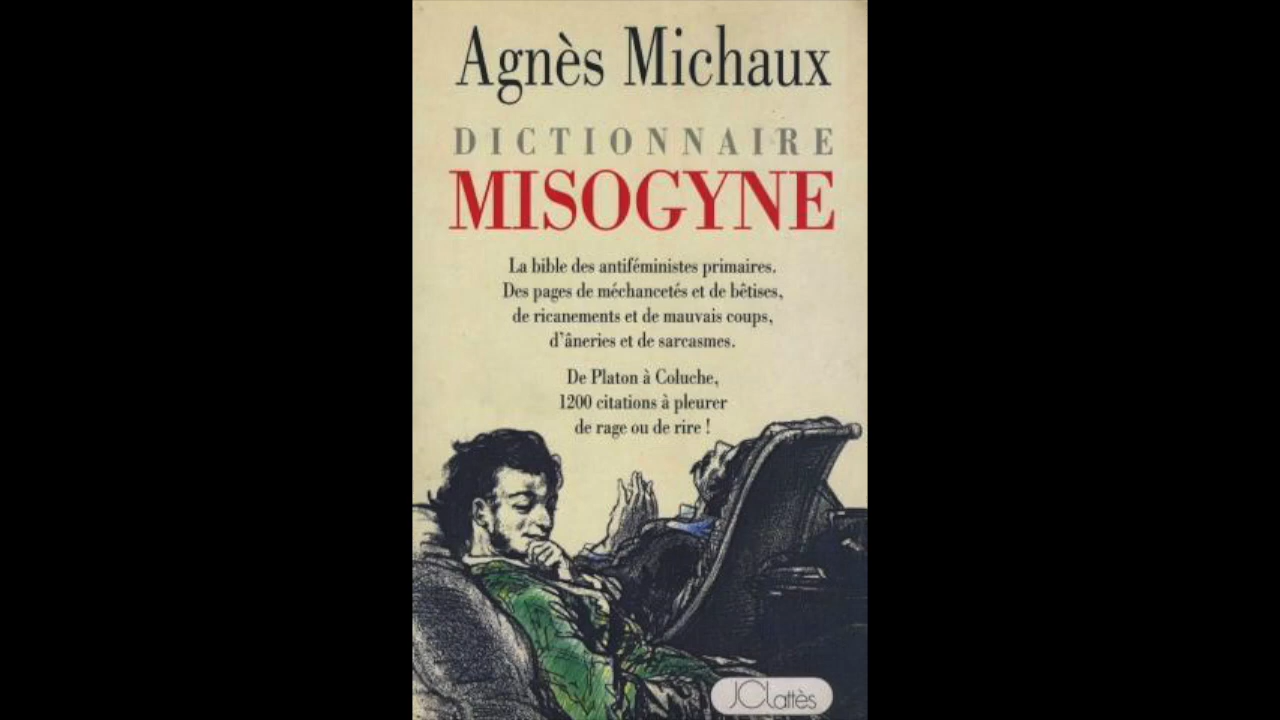 Agnès Michaux
DICTIONNAIRE
MISOGYNE
La bible des antiféministes primaires.
Des pages de méchancetés et de bêtises,
de ricanements et de mauvais coups,
d'âneries et de sarcasmes.
De Platon à Coluche,
1200 citations à pleurer
de rage ou de rire !
JCLattès